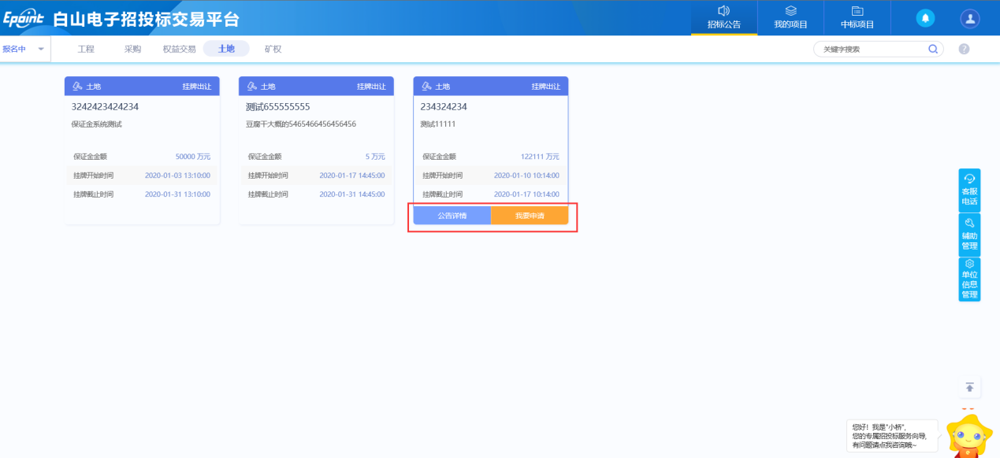 Epoint 白山电子招投标交易平台
招标公告
我的项目
中标项目
报名中
工程
采购
权益交易
土地
矿权
关键字搜索
?
土地 挂牌出让
3242423424234
保证金系统测试
保证金金额 50000 万元
挂牌开始时间 2020-01-03 13:10:00
挂牌截止时间 2020-01-31 13:10:00
土地 挂牌出让
测试655555555
豆腐干大概的5465466456456456
保证金金额 5 万元
挂牌开始时间 2020-01-17 14:45:00
挂牌截止时间 2020-01-31 14:45:00
土地 挂牌出让
234324234
测试11111
保证金金额 122111 万元
挂牌开始时间 2020-01-10 10:14:00
挂牌截止时间 2020-01-17 10:14:00
公告详情 我要申请
客服
电话
辅助
管理
单位
信息
管理
您好！我是"小桥",
您的专属招投标服务向导,
有问题请点我咨询哦~